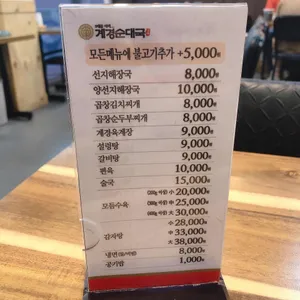 계경순대국
모든메뉴에 불고기추가 +5,000원
선지해장국 8,000원
양선지해장국 10,000원
곱창김치찌개 8,000원
곱창순두부찌개 8,000원
계경육계장 9,000원
설렁탕 9,000원
갈비탕 9,000원
편육 10,000원
술국 15,000원
小 20,000원
모듬수육 中 25,000원
大 30,000원
小 28,000원
감자탕 中 33,000원
大 38,000원
냉면 8,000원
공기밥 1,000원